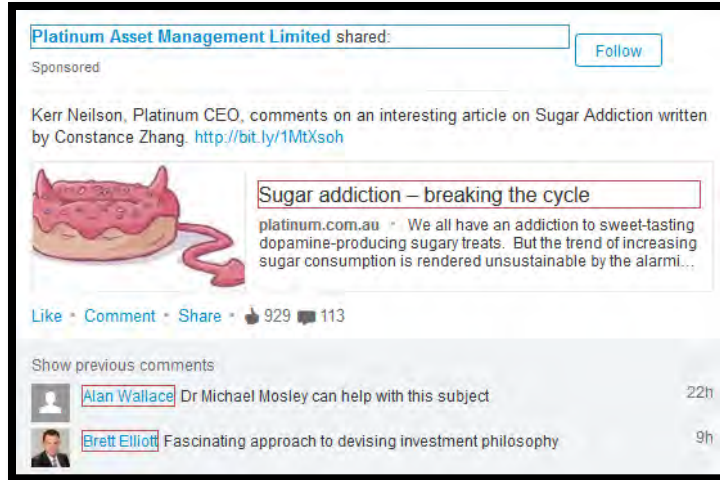 Platinum Asset Management Limited shared:
Follow
Sponsored
Kerr Neilson, Platinum CEO, comments on an interesting article on Sugar Addiction written
by Constance Zhang. http://bit.ly/1MtXsoh
Sugar addiction – breaking the cycle
platinum.com.au · We all have an addiction to sweet-tasting
dopamine-producing sugary treats. But the trend of increasing
sugar consumption is rendered unsustainable by the alarmi...
Like · Comment · Share · 929 113
Show previous comments
Alan Wallace Dr Michael Mosley can help with this subject 22h
Brett Elliott Fascinating approach to devising investment philosophy 9h